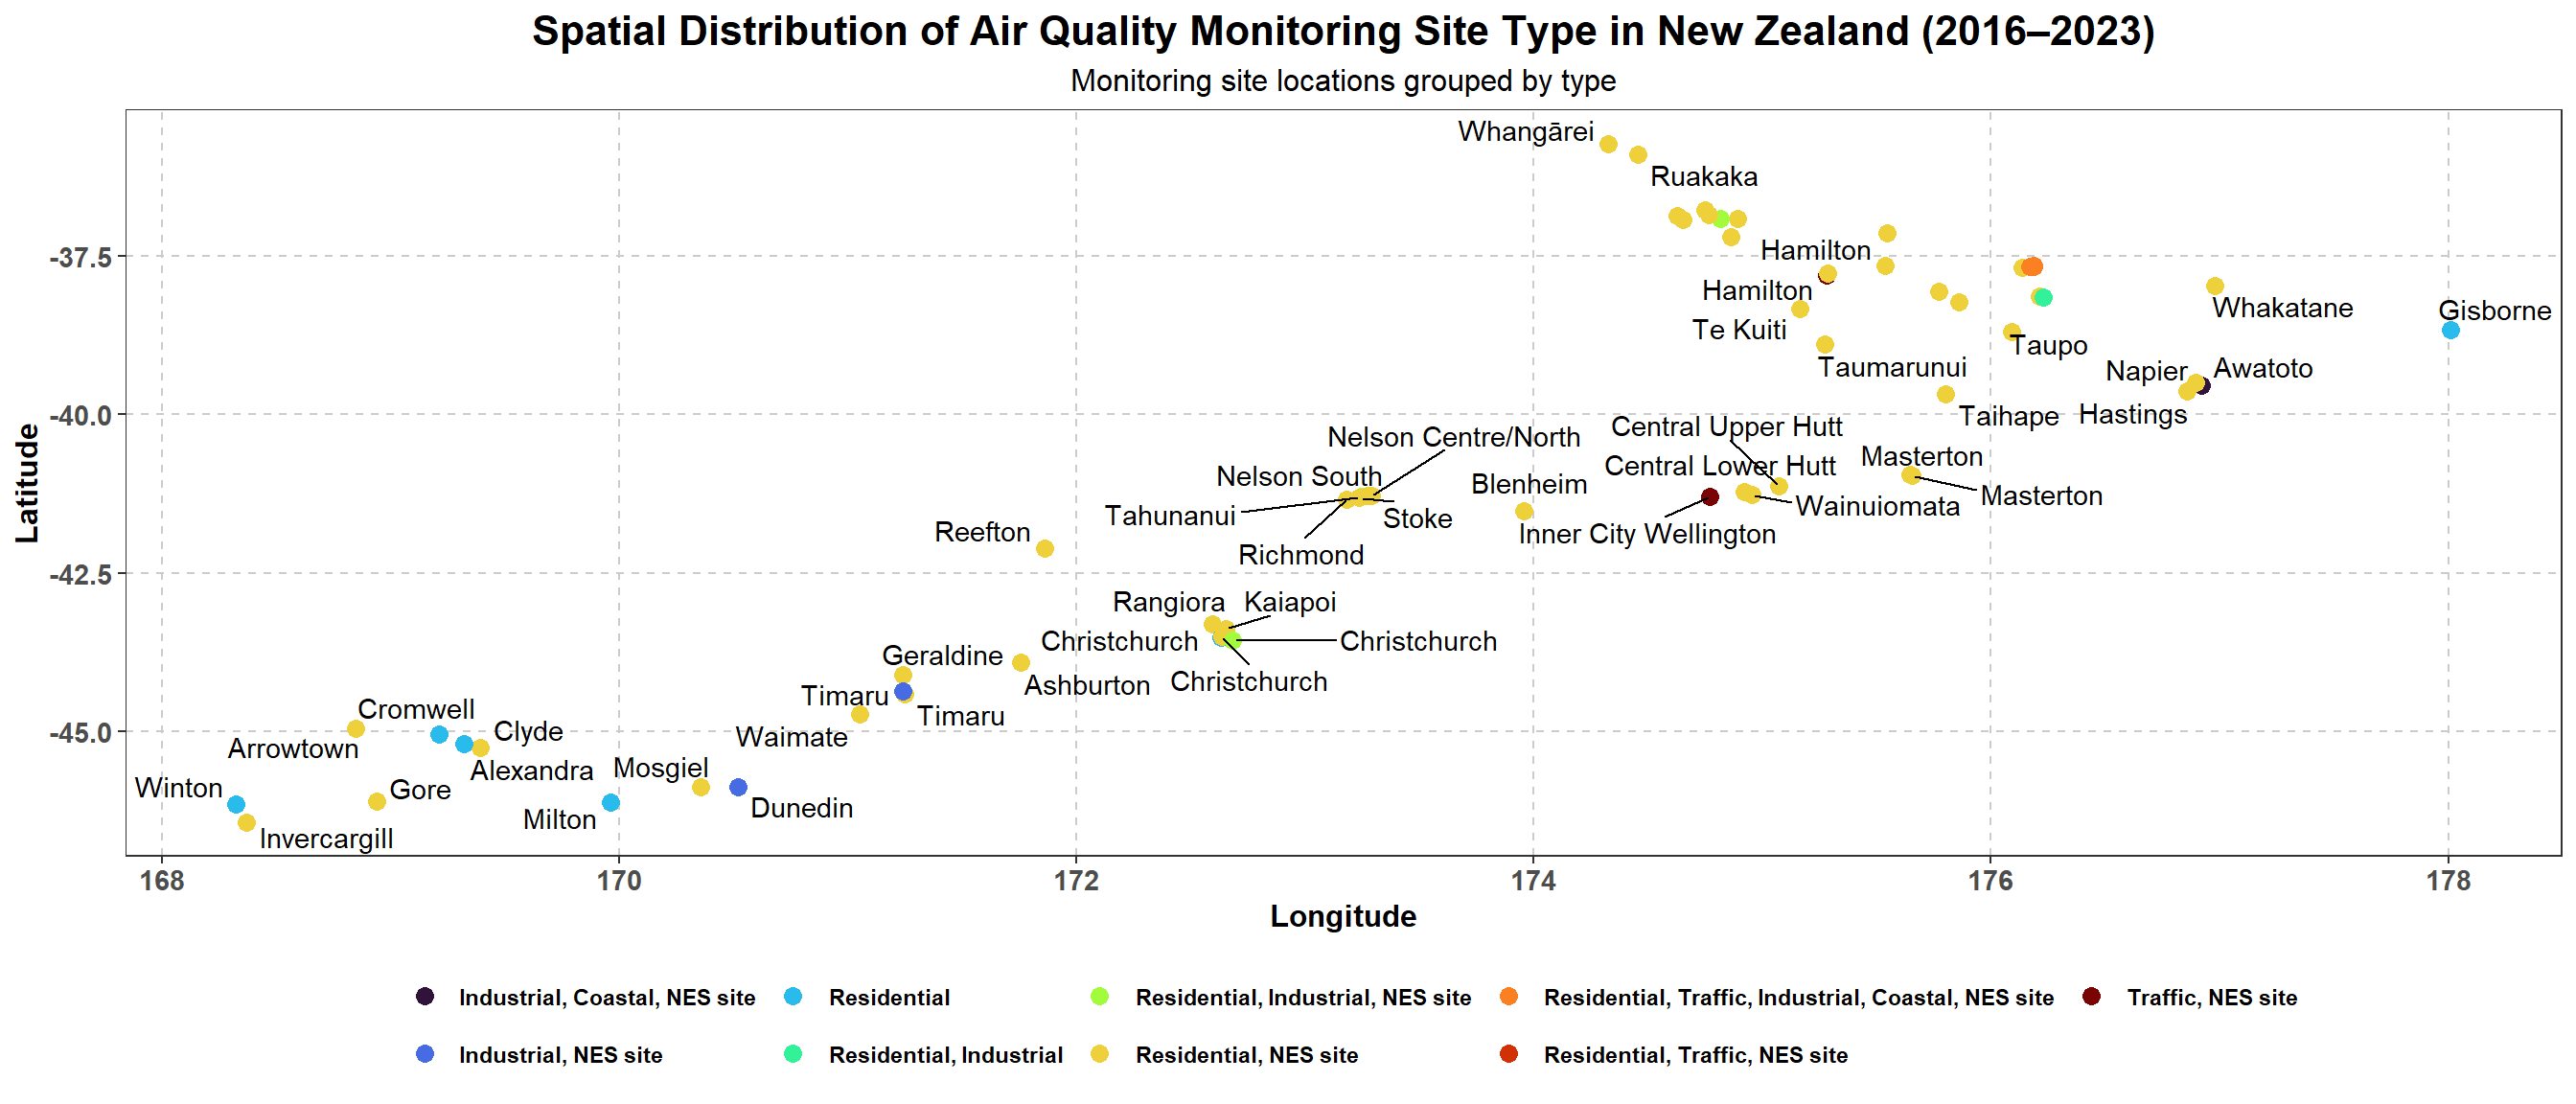 Spatial Distribution of Air Quality Monitoring Site Type in New Zealand (2016–2023)
Monitoring site locations grouped by type
Whangārei
Ruakaka
-37.5
Hamilton
Hamilton
Te Kuiti
Whakatane
Gisborne
Taupo
Taumarunui
Napier
Awatoto
-40.0
Taihape
Hastings
Latitude
Nelson Centre/North
Central Upper Hutt
Nelson South
Central Lower Hutt
Masterton
Blenheim
Masterton
Tahunanui
Stoke
Wainuiomata
Reefton
Inner City Wellington
Richmond
-42.5
Rangiora
Kaiapoi
Christchurch
Christchurch
Geraldine
Ashburton
Christchurch
Timaru
Timaru
Cromwell
-45.0
Clyde
Waimate
Arrowtown
Alexandra
Mosgiel
Winton
Gore
Milton
Dunedin
Invercargill
168
170
172
174
176
178
Longitude
Industrial, Coastal, NES site
Residential
Residential, Industrial, NES site
Residential, Traffic, Industrial, Coastal, NES site
Traffic, NES site
Industrial, NES site
Residential, Industrial
Residential, NES site
Residential, Traffic, NES site